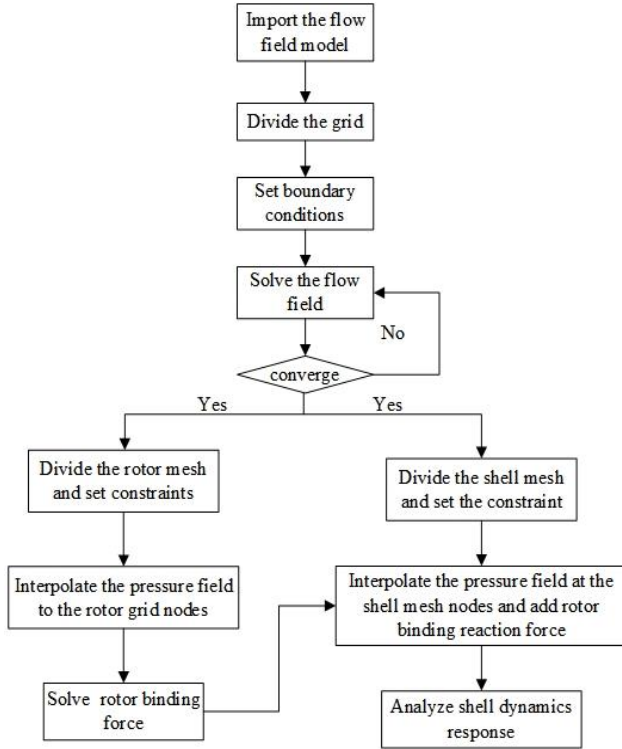 Import the flow
field model
Divide the grid
Set boundary
conditions
Solve the flow
field
No
converge
Yes
Yes
Divide the rotor mesh
and set constraints
Divide the shell mesh
and set the constraint
Interpolate the pressure field
to the rotor grid nodes
Interpolate the pressure field at the
shell mesh nodes and add rotor
binding reaction force
Solve rotor binding
force
Analyze shell dynamics
response